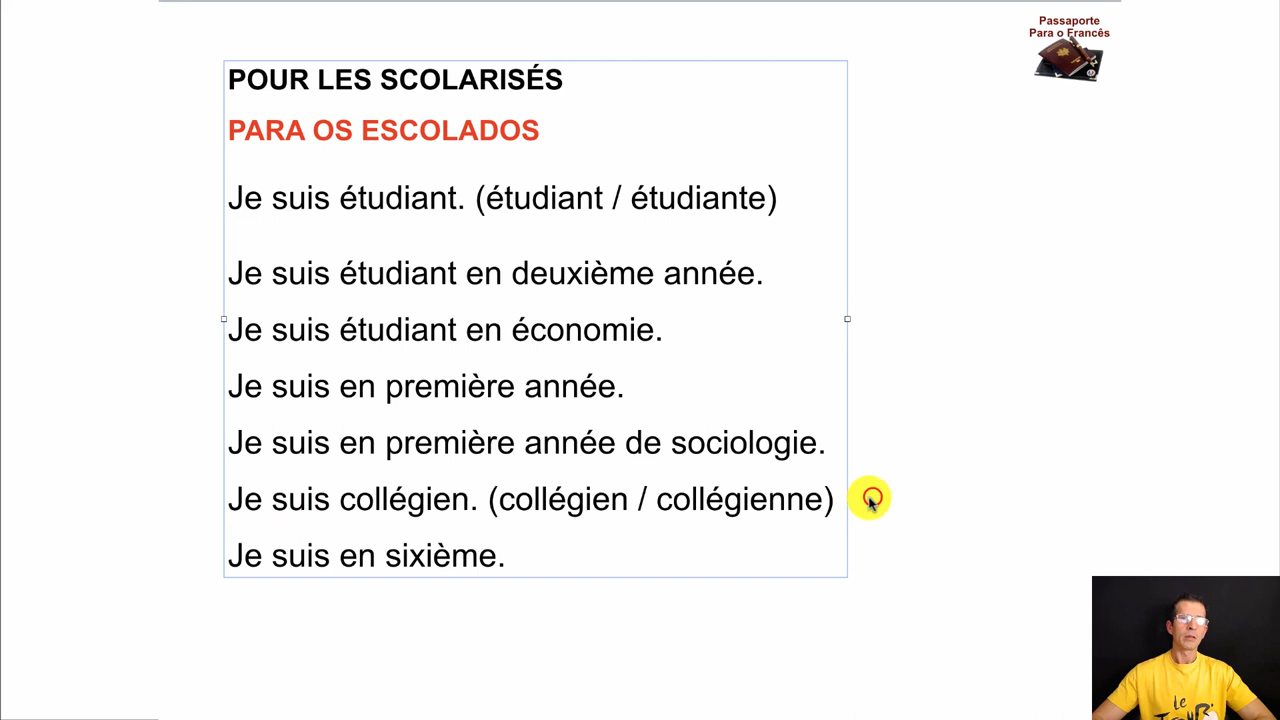 Passaporte
Para o Francês
POUR LES SCOLARISÉS
PARA OS ESCOLADOS
Je suis étudiant. (étudiant / étudiante)
Je suis étudiant en deuxième année.
Je suis étudiant en économie.
Je suis en première année.
Je suis en première année de sociologie.
Je suis collégien. (collégien / collégienne)
Je suis en sixième.
Le